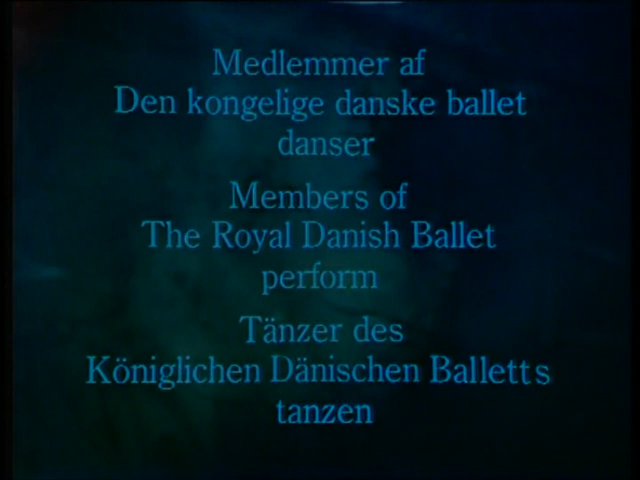 Medlemmer af
Den kongelige danske ballet
danser
Members of
The Royal Danish Ballet
perform
Tänzer des
Königlichen Dänischen Balletts
tanzen